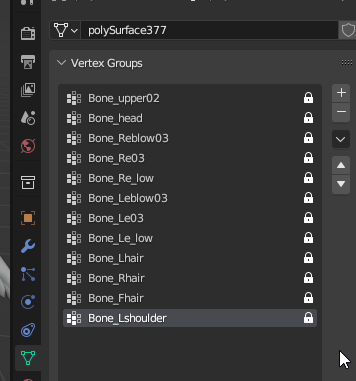 polySurface377
Vertex Groups
Bone_upper02
Bone_head
Bone_Reblow03
Bone_Re03
Bone_Re_low
Bone_Leblow03
Bone_Le03
Bone_Le_low
Bone_Lhair
Bone_Rhair
Bone_Fhair
Bone_Lshoulder